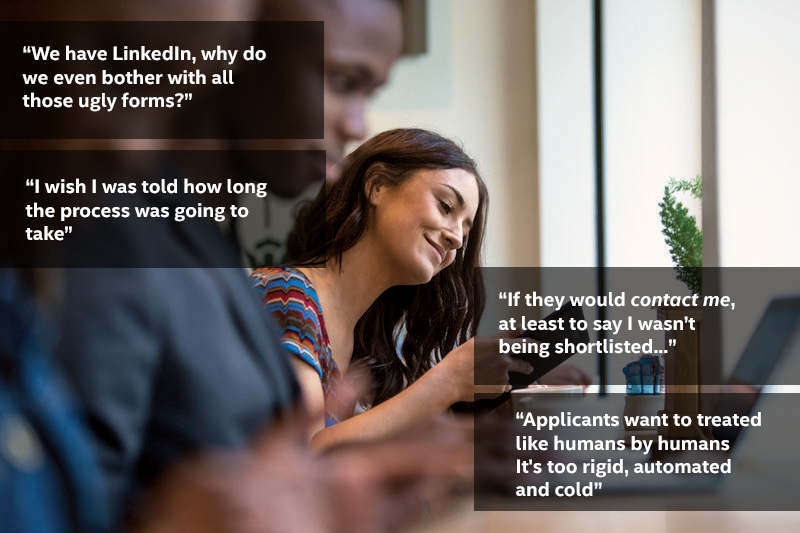 “We have LinkedIn, why do
we even bother with all
those ugly forms?”
“I wish I was told how long
the process was going to
take”
“If they would contact me,
at least to say I wasn’t
being shortlisted...”
“Applicants want to treated
like humans by humans
It's too rigid, automated
and cold”